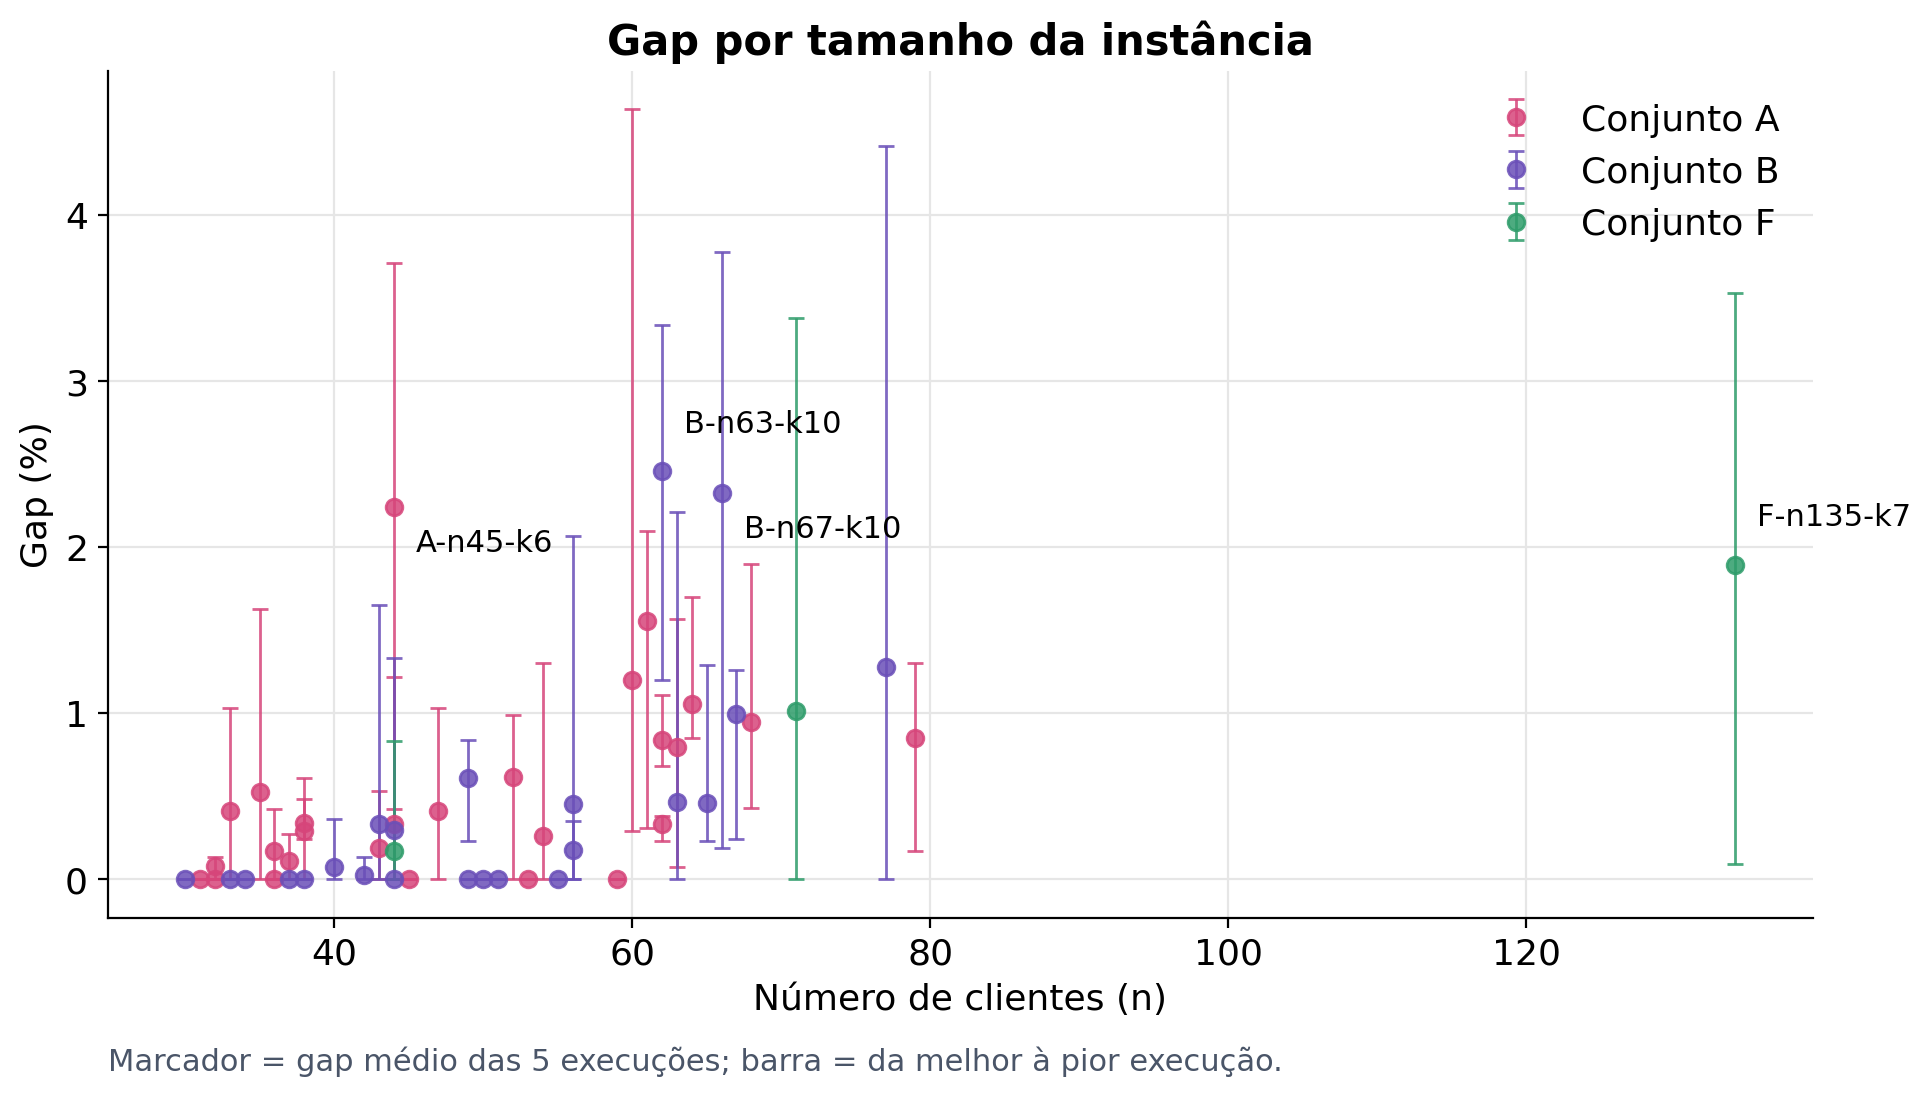 Gap por tamanho da instância
Conjunto A
Conjunto B
Conjunto F
Gap (%)
4
3
2
1
0
B-n63-k10
B-n67-k10
A-n45-k6
F-n135-k7
40 60 80 100 120
Número de clientes (n)
Marcador = gap médio das 5 execuções; barra = da melhor à pior execução.